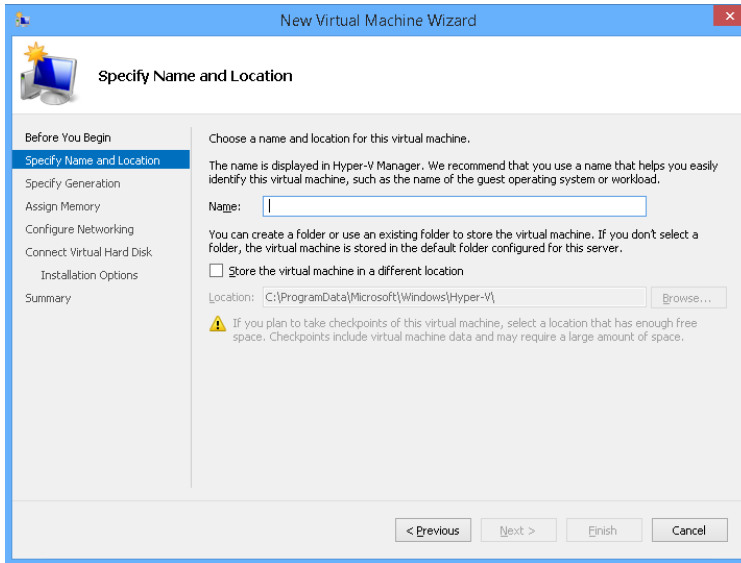 New Virtual Machine Wizard
Specify Name and Location
Before You Begin
Specify Name and Location
Specify Generation
Assign Memory
Configure Networking
Connect Virtual Hard Disk
Installation Options
Summary
Choose a name and location for this virtual machine.
The name is displayed in Hyper-V Manager. We recommend that you use a name that helps you easily
identify this virtual machine, such as the name of the guest operating system or workload.
Name:
You can create a folder or use an existing folder to store the virtual machine. If you don't select a
folder, the virtual machine is stored in the default folder configured for this server.
Store the virtual machine in a different location
Location: C:\ProgramData\Microsoft\Windows\Hyper-V\ Browse...
If you plan to take checkpoints of this virtual machine, select a location that has enough free
space. Checkpoints include virtual machine data and may require a large amount of space.
< Previous Next > Finish Cancel